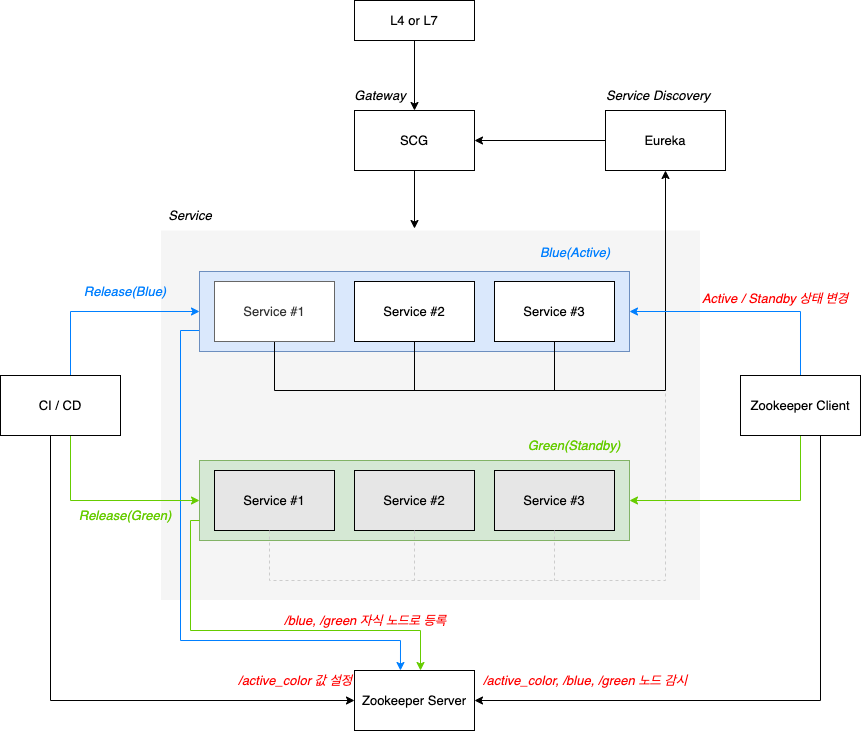 L4 or L7
Gateway
Service Discovery
SCG
Eureka
Service
Blue(Active)
Release(Blue)
Active / Standby 상태 변경
Service #1
Service #2
Service #3
CI / CD
Zookeeper Client
Green(Standby)
Service #1
Service #2
Service #3
Release(Green)
/blue, /green 자식 노드로 등록
/active_color 값 설정
/active_color, /blue, /green 노드 감시
Zookeeper Server